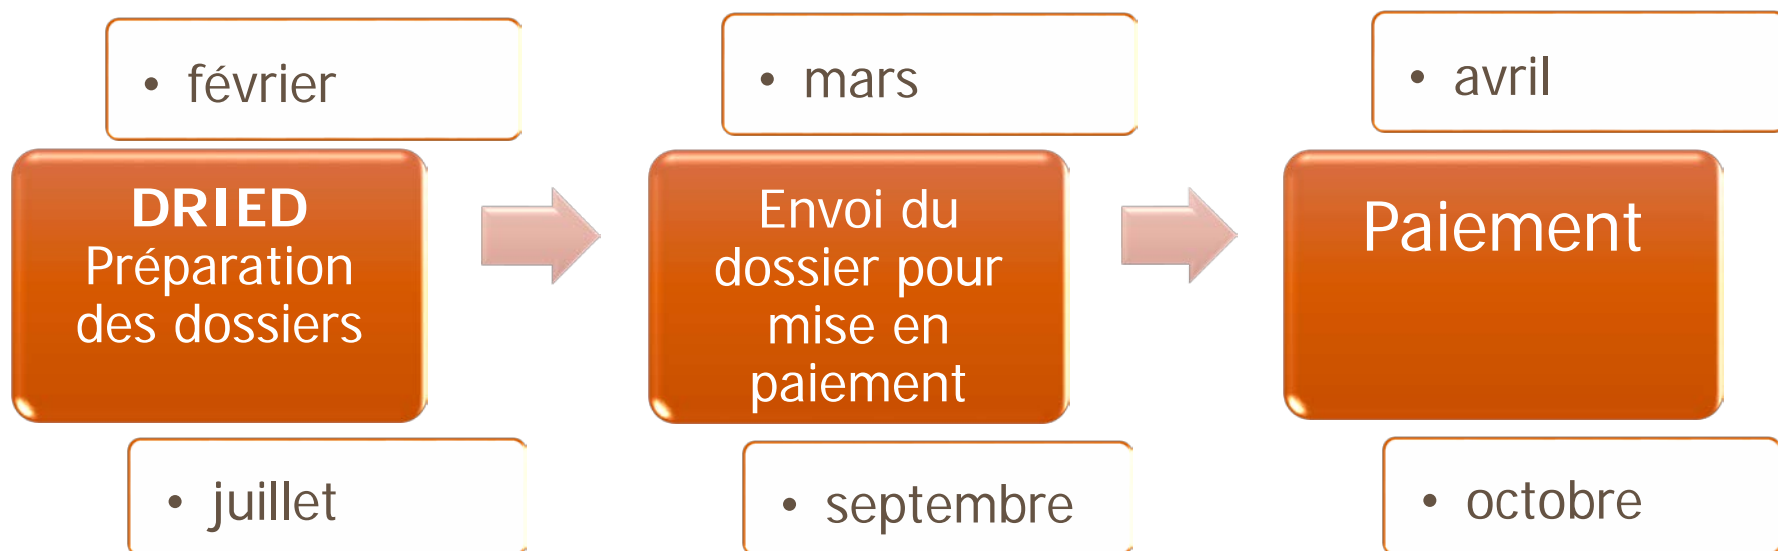 • février
• mars
• avril
DRIED
Préparation
des dossiers
Envoi du
dossier pour
mise en
paiement
Paiement
• juillet
• septembre
• octobre